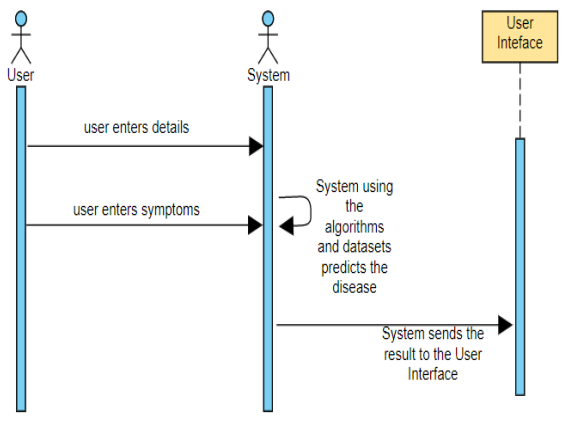 User
Inteface
User
System
user enters details
System using
the
algorithms
and datasets
predicts the
disease
user enters symptoms
System sends the
result to the User
Interface